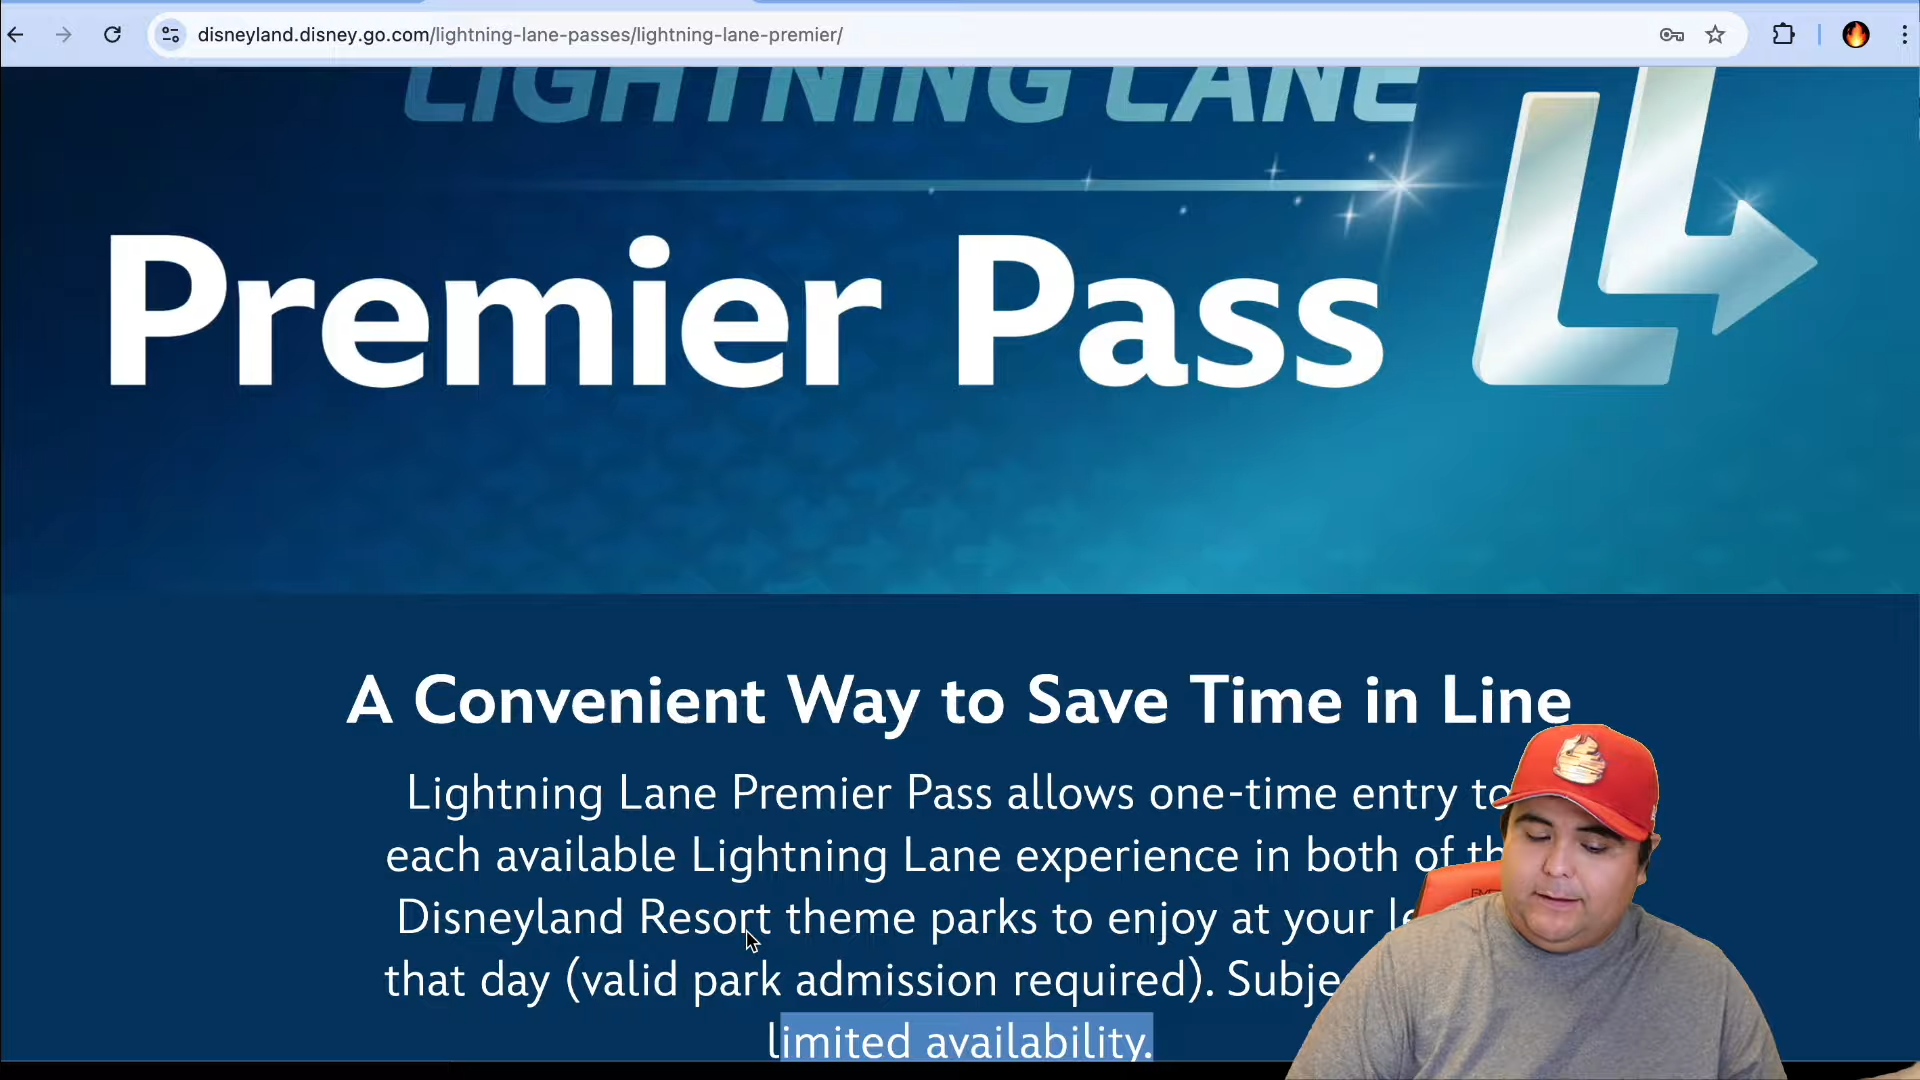 disneyland.disney.go.com/lightning-lane-passes/lightning-lane-premier/
LIGHTNING LANE
Premier Pass
A Convenient Way to Save Time in Line
Lightning Lane Premier Pass allows one-time entry to
each available Lightning Lane experience in both of
Disneyland Resort theme parks to enjoy at your
that day (valid park admission required).
limited availability.